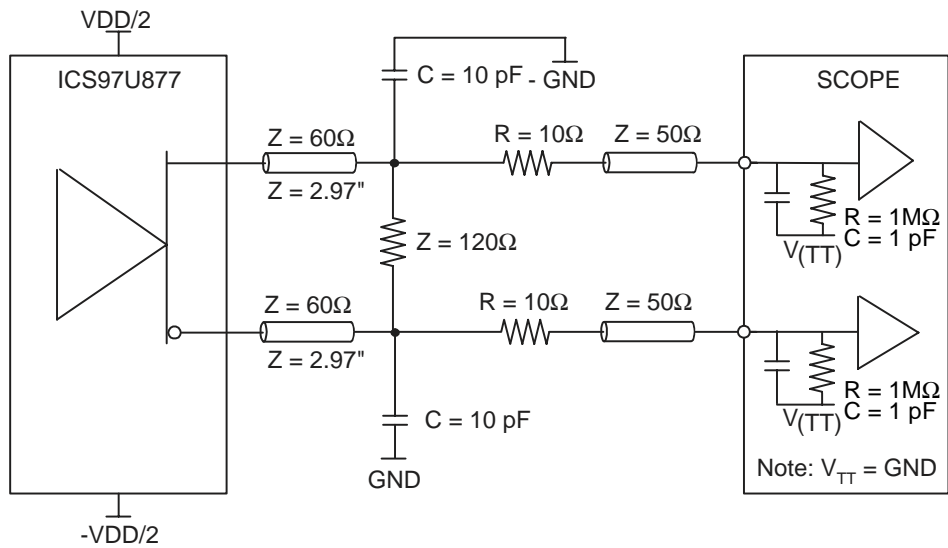 VDD/2
ICS97U877
C = 10 pF
- GND
SCOPE
Z = 60Ω
R = 10Ω
Z = 50Ω
Z = 2.97"
R = 1MΩ
C = 1 pF
V(TT)
Z = 120Ω
Z = 60Ω
R = 10Ω
Z = 50Ω
Z = 2.97"
R = 1MΩ
C = 1 pF
V(TT)
C = 10 pF
GND
Note: VTT = GND
-VDD/2